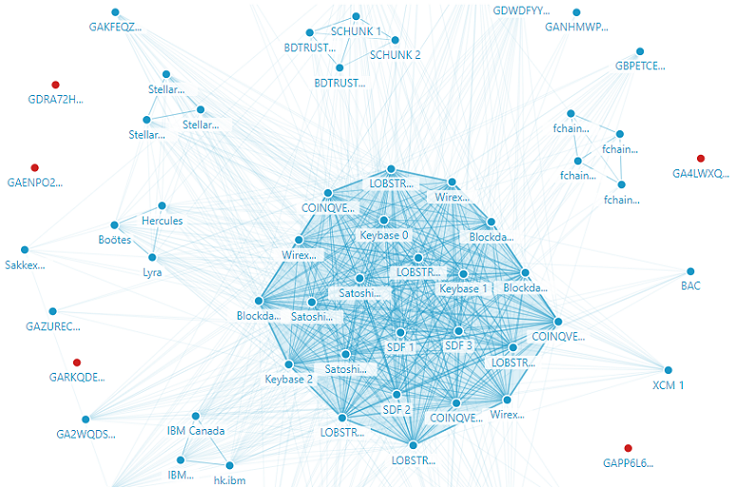 GDWDFYY...
GAKFEQZ...
GANHMWP...
SCHUNK 1
BDTRUST...
SCHUNK 2
GBPETCE...
BDTRUST...
Stellar...
GDRA72H...
Stellar...
fchain...
Stellar...
fchain...
GA4LWXQ...
fchain...
GAENPO2...
LOBSTR...
fchain...
Wirex...
COINQVE...
Hercules
Keybase 0
Blockda...
Boötes
Wirex...
Sakkex...
Lyra
LOBSTR...
Keybase 1
Blockda...
BAC
Satoshi...
Blockda...
Satoshi...
GAZUREC...
COINQVE...
SDF 1
SDF 3
LOBSTR...
Satoshi...
GARKQDE...
Keybase 2
XCM 1
SDF 2
Wirex...
COINQVE...
IBM Canada
LOBSTR...
GA2WQDS...
LOBSTR...
GAPP6L6...
IBM...
hk.ibm